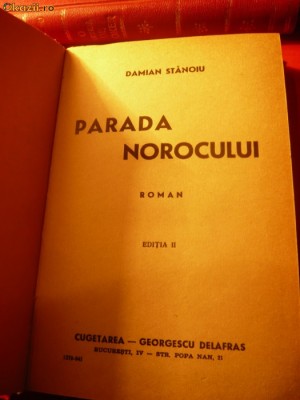 okazii.ro
DAMIAN STĂNOIU
PARADA
NOROCULUI
ROMAN
EDIȚIA II
CUGETAREA — GEORGESCU DELAFRAS
BUCUREȘTI, IV — STR. POPA NAN, 21